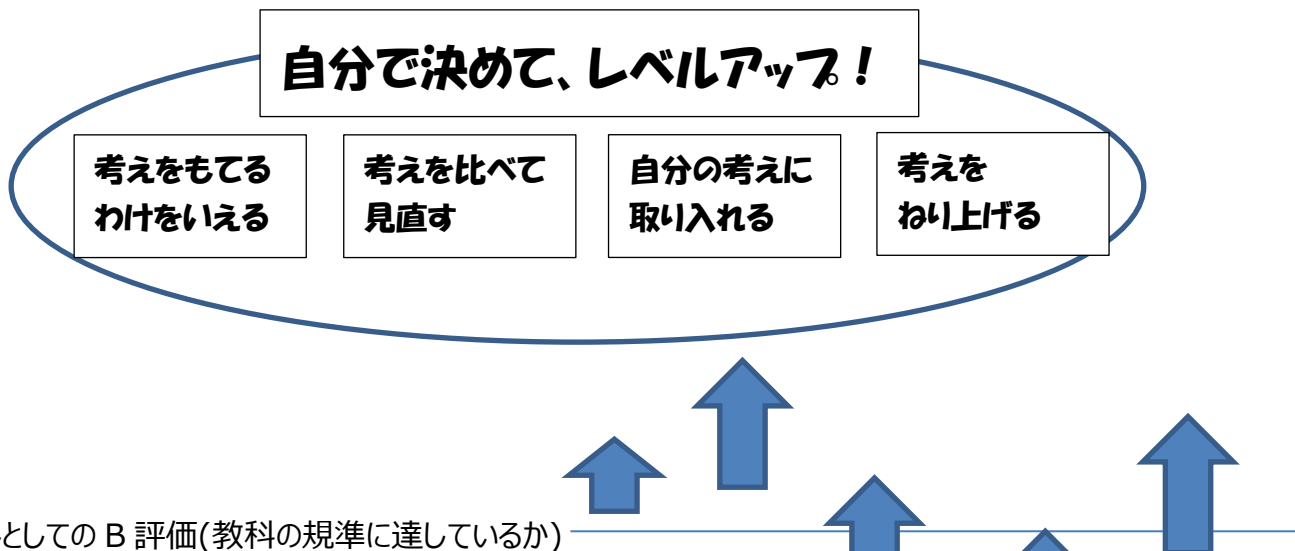 自分で決めて、レベルアップ！
考えをもてる
わけをいえる
考えを比べて
見直す
自分の考えに
取り入れる
考えを
ねり上げる
としての B 評価(教科の規準に達しているか)